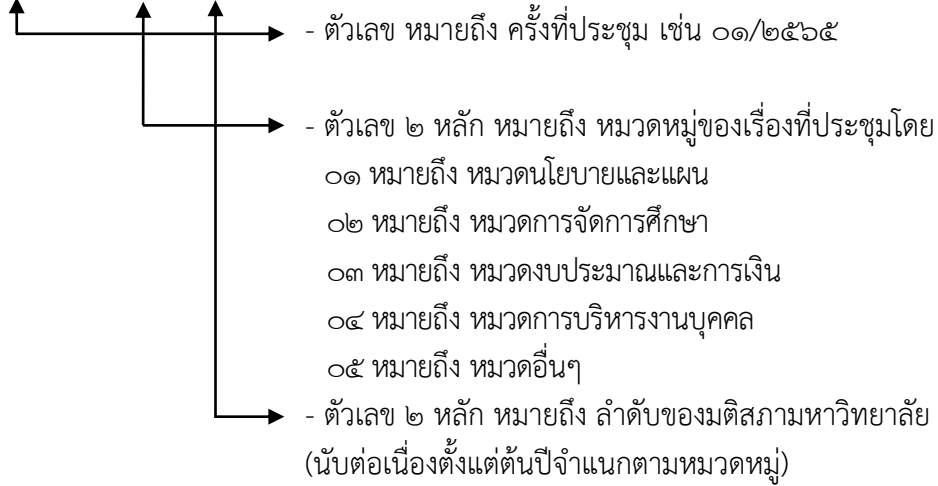 - ตัวเลข หมายถึง ครั้งที่ประชุม เช่น ๐๑/๒๕๖๕
- ตัวเลข ๒ หลัก หมายถึง หมวดหมู่ของเรื่องที่ประชุมโดย
๐๑ หมายถึง หมวดนโยบายและแผน
๐๒ หมายถึง หมวดการจัดการศึกษา
๐๓ หมายถึง หมวดงบประมาณและการเงิน
๐๔ หมายถึง หมวดการบริหารงานบุคคล
๐๕ หมายถึง หมวดอื่นๆ
- ตัวเลข ๒ หลัก หมายถึง ลำดับของมติสภามหาวิทยาลัย
(นับต่อเนื่องตั้งแต่ต้นปีจำแนกตามหมวดหมู่)